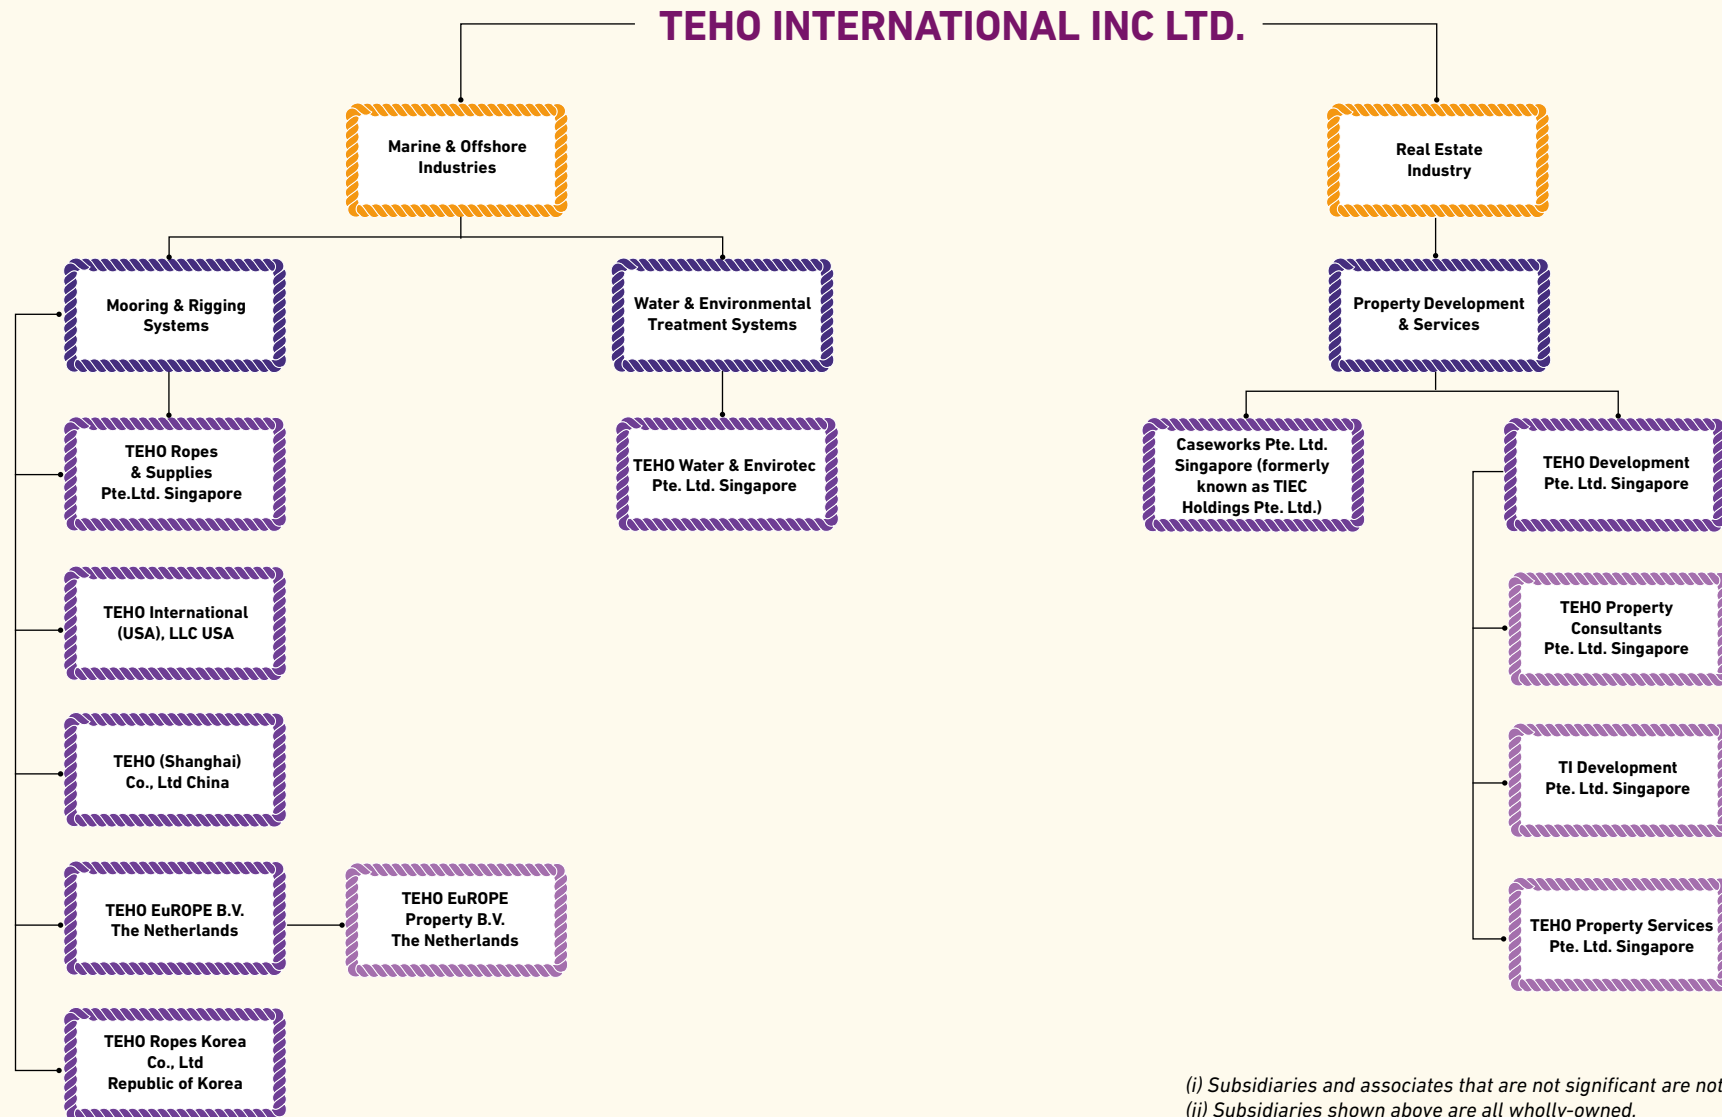 TEHO INTERNATIONAL INC LTD.
Marine & Offshore
Industries
Real Estate
Industry
Mooring & Rigging
Systems
Water & Environmental
Treatment Systems
Property Development
& Services
TEHO Ropes
& Supplies
Pte.Ltd. Singapore
TEHO Water & Envirotec
Pte. Ltd. Singapore
Caseworks Pte. Ltd.
Singapore (formerly
known as TIEC
Holdings Pte. Ltd.)
TEHO Development
Pte. Ltd. Singapore
TEHO International
(USA), LLC USA
TEHO Property
Consultants
Pte. Ltd. Singapore
TEHO (Shanghai)
Co., Ltd China
TI Development
Pte. Ltd. Singapore
TEHO EuROPE B.V.
The Netherlands
TEHO EuROPE
Property B.V.
The Netherlands
TEHO Property Services
Pte. Ltd. Singapore
TEHO Ropes Korea
Co., Ltd
Republic of Korea
(i) Subsidiaries and associates that are not significant are not
(ii) Subsidiaries shown above are all wholly-owned.